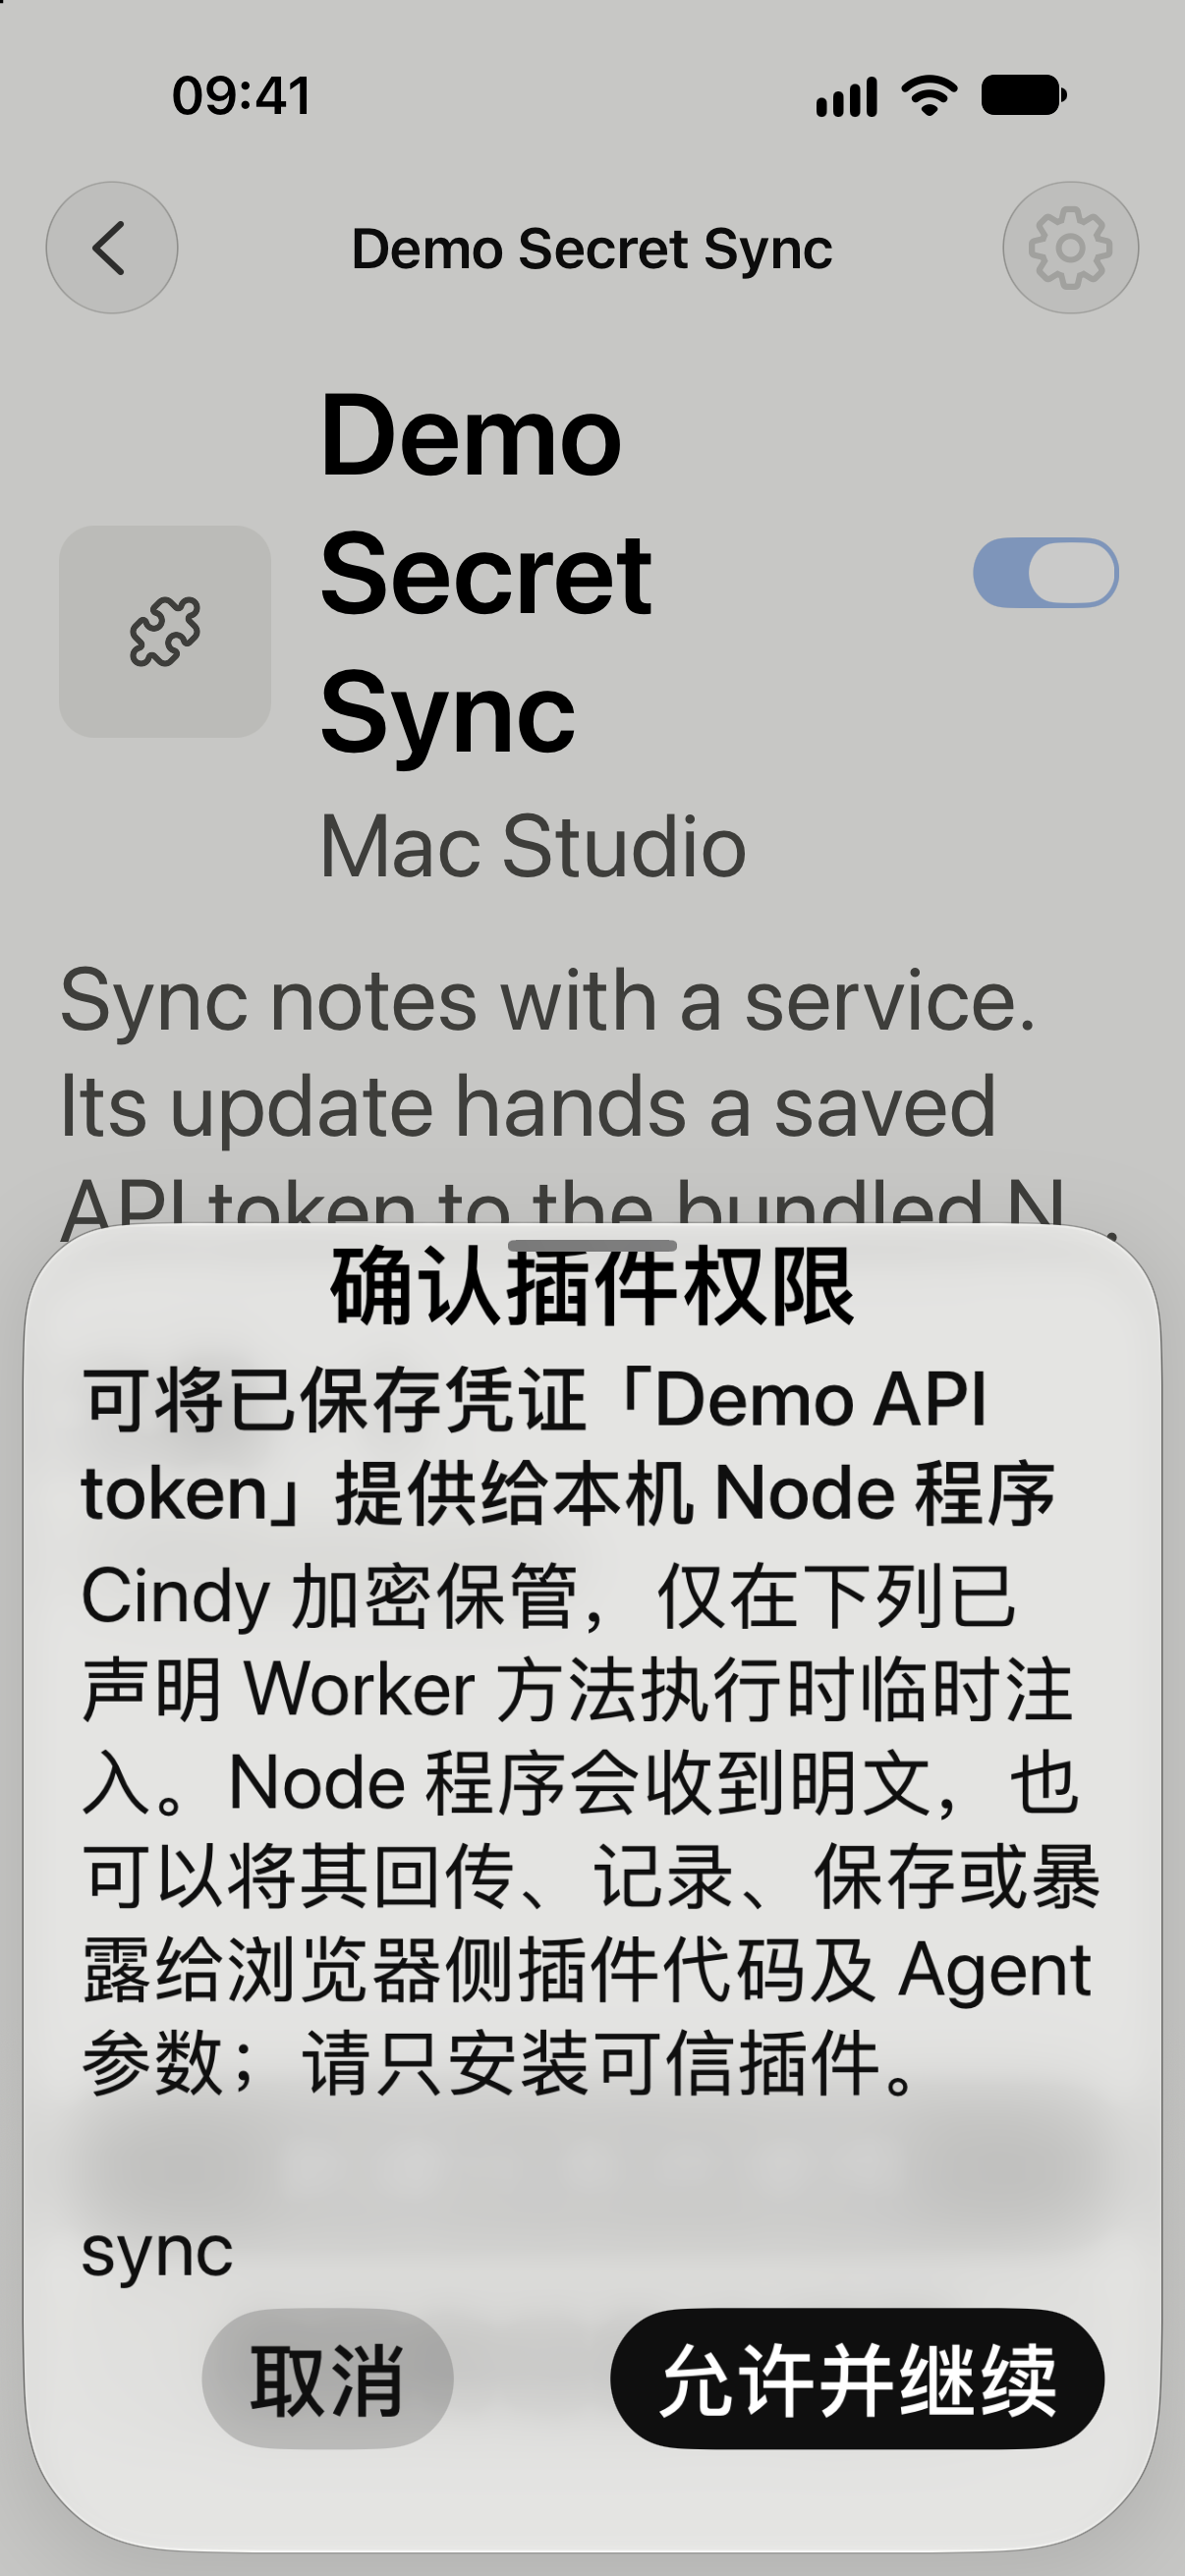 09:41
Demo Secret Sync
Demo
Secret
Sync
Mac Studio
Sync notes with a service.
Its update hands a saved
API token to the bundled N…
确认插件权限
可将已保存凭证「Demo API
token」提供给本机 Node 程序
Cindy 加密保管，仅在下列已
声明 Worker 方法执行时临时注
入。Node 程序会收到明文，也
可以将其回传、记录、保存或暴
露给浏览器侧插件代码及 Agent
参数；请只安装可信插件。
sync
取消
允许并继续